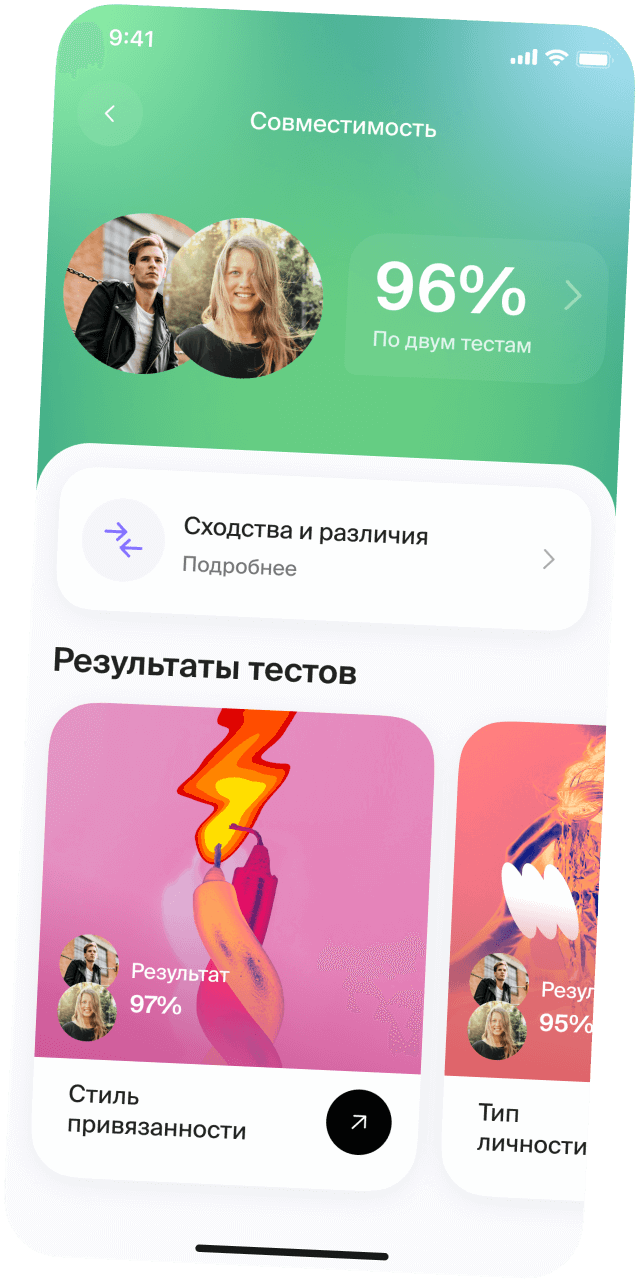 9:41
Совместимость
96%
По двум тестам
Сходства и различия
Подробнее
Результаты тестов
Результат
97%
Резул
95%
Стиль
привязанности
Тип
личности